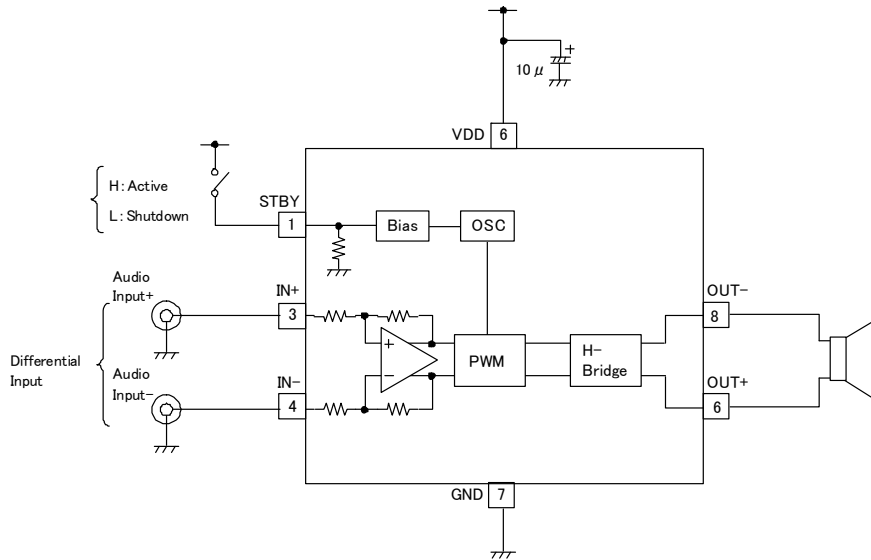 +
10 μ
VDD
6
H : Active
L : Shutdown
STBY
1
Bias
OSC
Audio
Input+
IN+
3
OUT-
8
Differential
Input
+
-
PWM
H-
Bridge
Audio
Input-
IN-
4
OUT+
6
GND
7